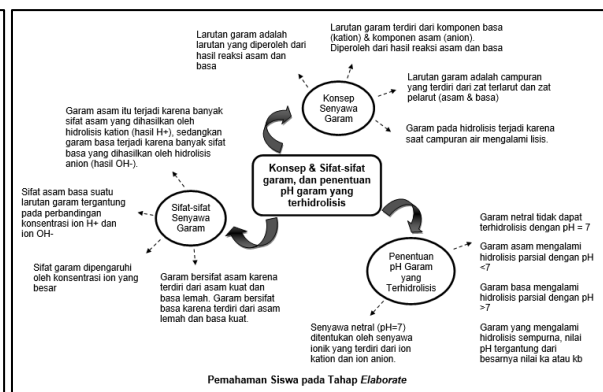 Larutan garam adalah
larutan yang diperoleh dari
hasil reaksi asam dan
basa
Larutan garam terdiri dari komponen basa
(kation) & komponen asam (anion).
Diperoleh dari hasil reaksi asam dan basa
Konsep
Senyawa
Garam
Larutan garam adalah campuran
yang terdiri dari zat terlarut dan zat
pelarut (asam & basa)
Garam pada hidrolisis terjadi karena
saat campuran air mengalami lisis.
Garam asam itu terjadi karena banyak
sifat asam yang dihasilkan oleh
hidrolisis kation (hasil H+), sedangkan
garam basa terjadi karena banyak sifat
basa yang dihasilkan oleh hidrolisis
anion (hasil OH-).
Konsep & Sifat-sifat
garam, dan penentuan
pH garam yang
terhidrolisis
Sifat asam basa suatu
larutan garam tergantung
pada perbandingan
konsentrasi ion H+ dan
ion OH-
Sifat-sifat
Senyawa
Garam
Sifat garam dipengaruhi
oleh konsentrasi ion yang
besar
Garam bersifat asam karena
terdiri dari asam kuat dan
basa lemah. Garam bersifat
basa karena terdiri dari asam
lemah dan basa kuat.
Penentuan
pH Garam
yang
Terhidrolisis
Garam netral tidak dapat
terhidrolisis dengan pH = 7
Garam asam mengalami
hidrolisis parsial dengan pH
<7
Garam basa mengalami
hidrolisis parsial dengan pH
>7
Garam yang mengalami
hidrolisis sempurna, nilai
pH tergantung dari
besarnya nilai ka atau kb
Senyawa netral (pH=7)
ditentukan oleh senyawa
ionik yang terdiri dari ion
kation dan ion anion.
Pemahaman Siswa pada Tahap Elaborate